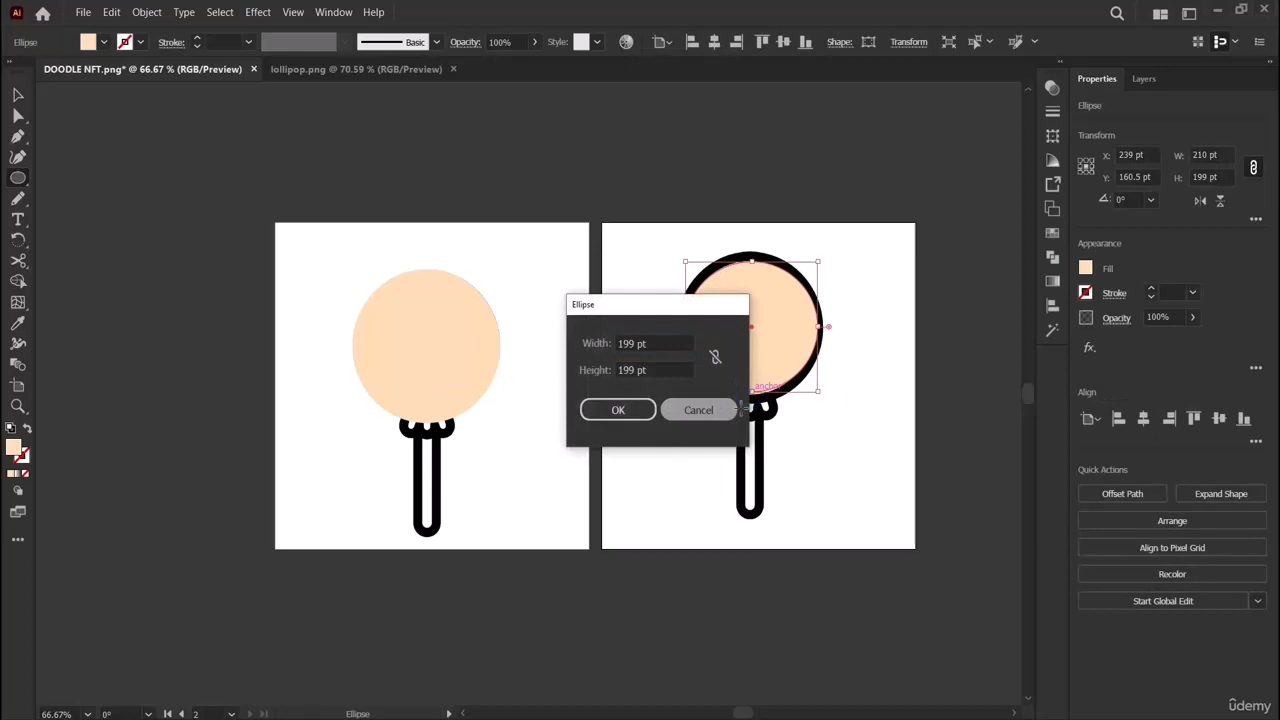 Ai File Edit Object Type Select Effect View Window Help
Ellipse Stroke: Basic Opacity: 100% Style: Shape: Transform
DOODLE NFT.png* @ 66.67 % (RGB/Preview) × lollipop.png @ 70.59 % (RGB/Preview) ×
Properties Layers
Ellipse
Transform
X: 239 pt W: 210 pt
Y: 160.5 pt H: 199 pt
0°
Appearance
Fill
Stroke
Opacity 100%
fx.
Align
Quick Actions
Offset Path Expand Shape
Arrange
Align to Pixel Grid
Recolor
Start Global Edit
Ellipse
Width: 199 pt
Height: 199 pt
OK Cancel
anchor
66.67% 0° 2 Ellipse
udemy